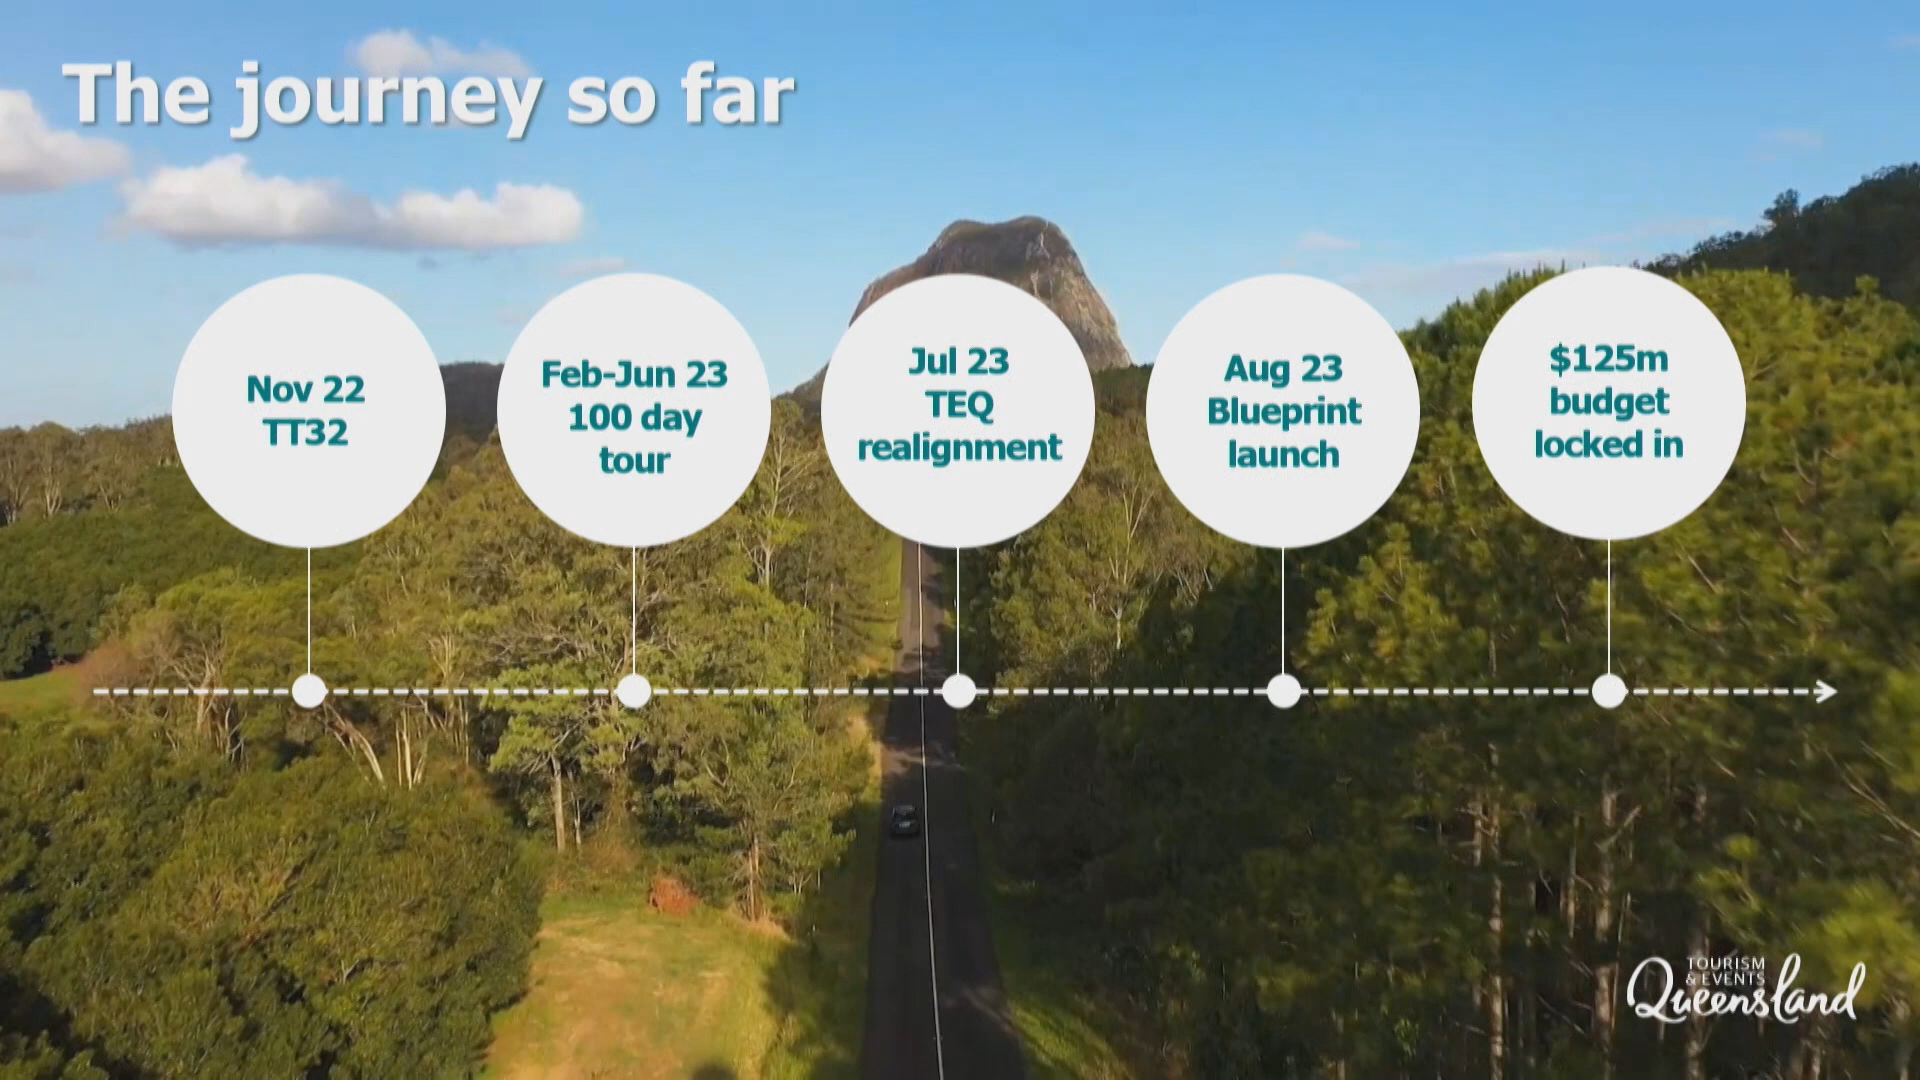 The journey so far
Nov 22
TT32
Feb-Jun 23
100 day
tour
Jul 23
TEQ
realignment
Aug 23
Blueprint
launch
$125m
budget
locked in
TOURISM
& EVENTS
Queensland